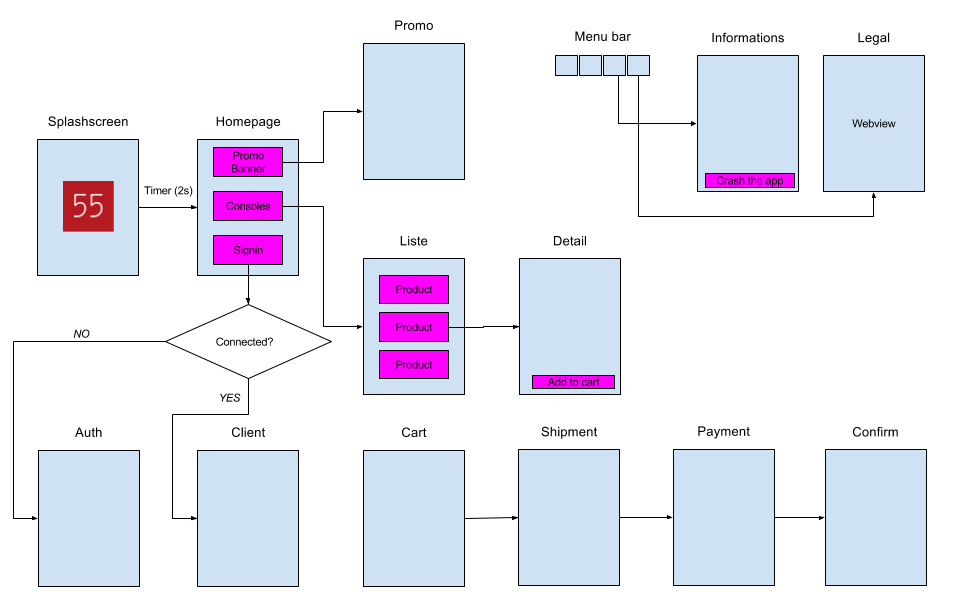 Promo
Menu bar
Informations
Legal
Splashscreen
Homepage
Promo
Banner
Webview
Crash the app
Timer (2s)
55
Consoles
Signin
Liste
Detail
Product
Product
Product
Add to cart
Connected?
NO
YES
Auth
Client
Cart
Shipment
Payment
Confirm